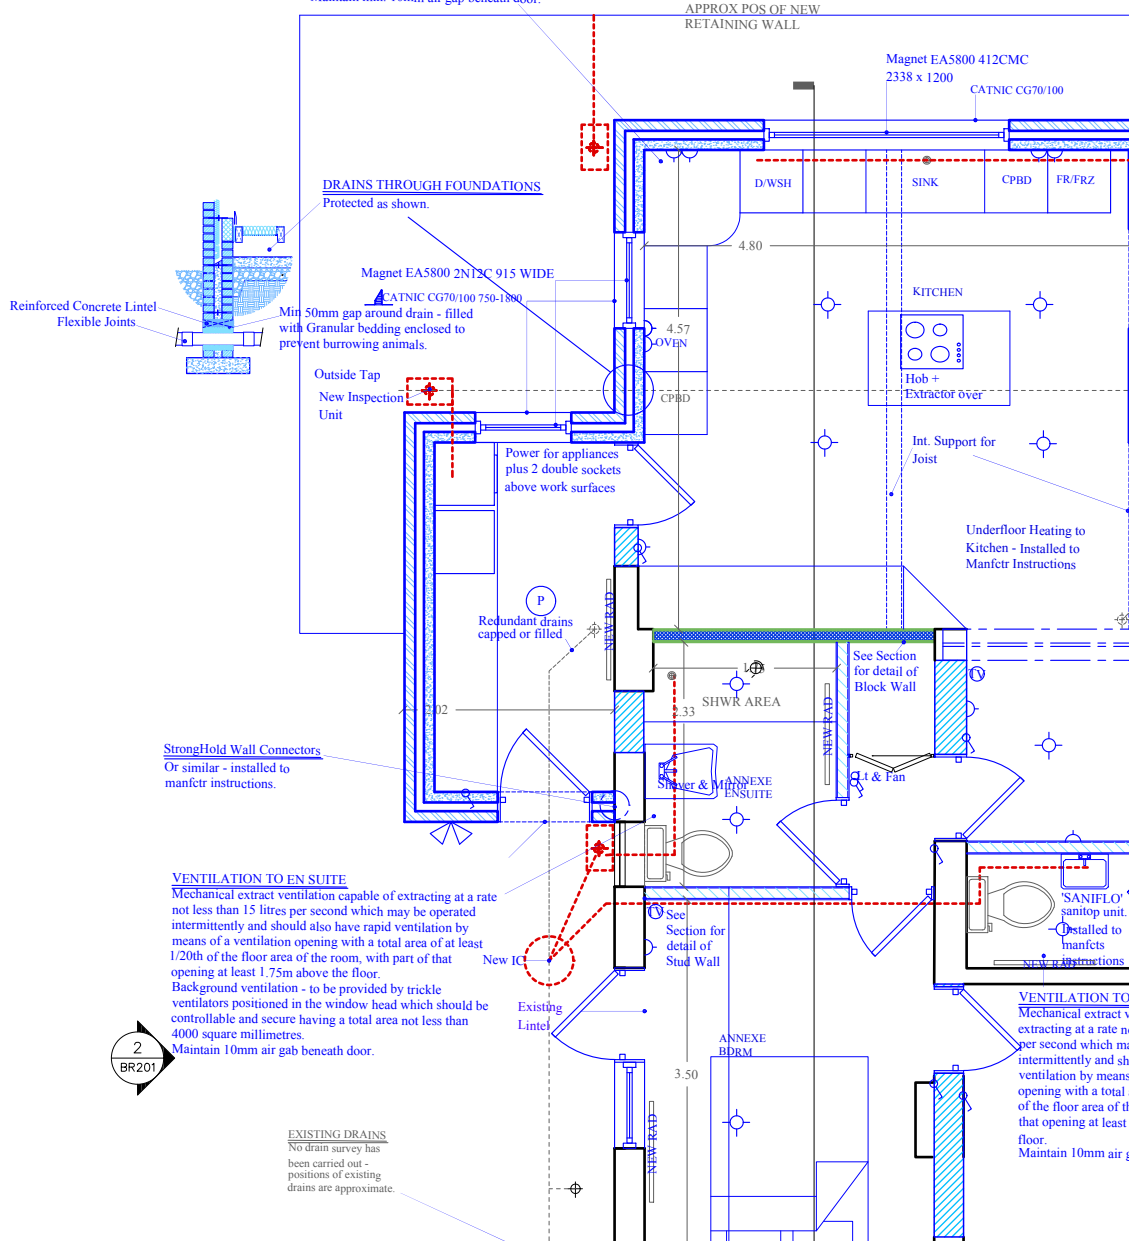 APPROX POS OF NEW
RETAINING WALL
Magnet EA5800 412CMC
2338 x 1200
CATNIC CG70/100
DRAINS THROUGH FOUNDATIONS
Protected as shown.
D/WSH
SINK
CPBD
FR/FRZ
4.80
Magnet EA5800 2N12C 915 WIDE
CATNIC CG70/100 750-1800
KITCHEN
Reinforced Concrete Lintel
Flexible Joints
Min 50mm gap around drain - filled
with Granular bedding enclosed to
prevent burrowing animals.
4.57
OVEN
Outside Tap
New Inspection
Unit
CPBD
Hob +
Extractor over
Power for appliances
plus 2 double sockets
above work surfaces
Int. Support for
Joist
Underfloor Heating to
Kitchen - Installed to
Manfctr Instructions
P
Redundant drains
capped or filled
NEW RAD
See Section
for detail of
Block Wall
TV
SHWR AREA
2.33
NEW RAD
StrongHold Wall Connectors
Or similar - installed to
manfctr instructions.
Shaver & Mirror
ANNEXE
ENSUITE
Lt & Fan
VENTILATION TO EN SUITE
Mechanical extract ventilation capable of extracting at a rate
not less than 15 litres per second which may be operated
intermittently and should also have rapid ventilation by
means of a ventilation opening with a total area of at least
1/20th of the floor area of the room, with part of that
opening at least 1.75m above the floor.
Background ventilation - to be provided by trickle
ventilators positioned in the window head which should be
controllable and secure having a total area not less than
4000 square millimetres.
Maintain 10mm air gab beneath door.
New IC
TV
See
Section for
detail of
Stud Wall
'SANIFLO'
sanitop unit.
Installed to
manfcts
instructions
NEW RAD
Existing
Lintel
VENTILATION TO
Mechanical extract v
extracting at a rate n
per second which ma
intermittently and sh
ventilation by means
opening with a total
of the floor area of th
that opening at least
floor.
Maintain 10mm air g
ANNEXE
BDRM
3.50
2
BR201
NEW RAD
EXISTING DRAINS
No drain survey has
been carried out -
positions of existing
drains are approximate.